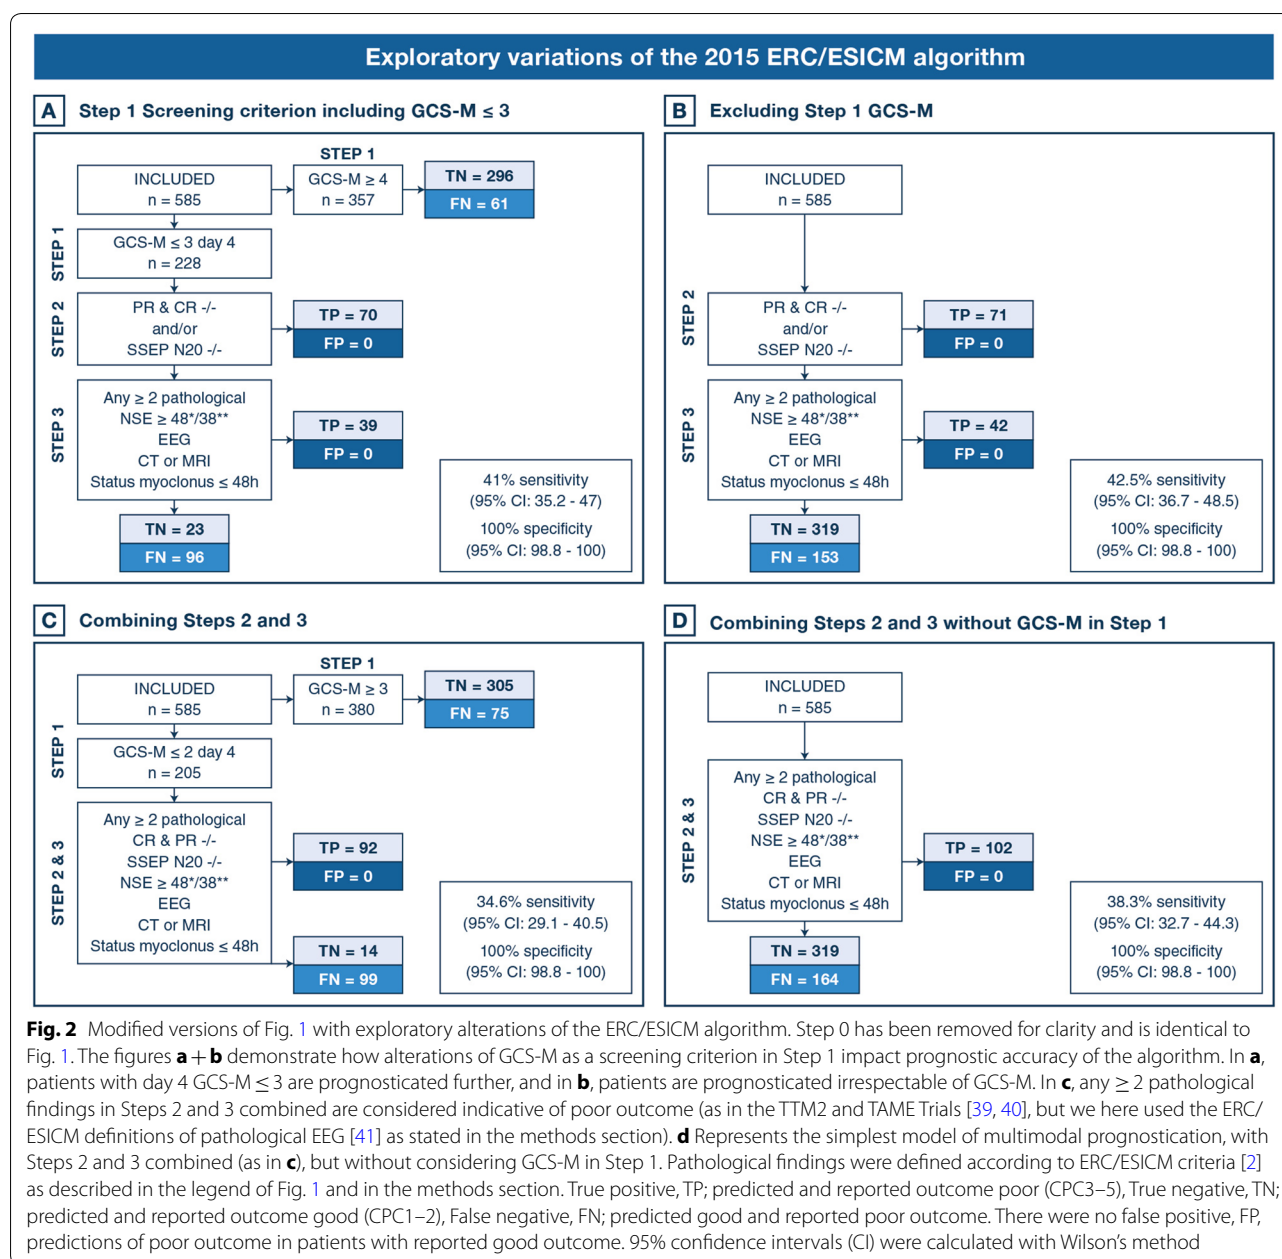 Exploratory variations of the 2015 ERC/ESICM algorithm
A Step 1 Screening criterion including GCS-M ≤ 3
STEP 1
INCLUDED
n = 585
GCS-M ≥ 4
n = 357
TN = 296
FN = 61
STEP 1
GCS-M ≤ 3 day 4
n = 228
STEP 2
PR & CR -/-
and/or
SSEP N20 -/-
TP = 70
FP = 0
STEP 3
Any ≥ 2 pathological
NSE ≥ 48*/38**
EEG
CT or MRI
Status myoclonus ≤ 48h
TP = 39
FP = 0
TN = 23
FN = 96
41% sensitivity
(95% CI: 35.2 - 47)
100% specificity
(95% CI: 98.8 - 100)
B Excluding Step 1 GCS-M
INCLUDED
n = 585
STEP 2
PR & CR -/-
and/or
SSEP N20 -/-
TP = 71
FP = 0
STEP 3
Any ≥ 2 pathological
NSE ≥ 48*/38**
EEG
CT or MRI
Status myoclonus ≤ 48h
TP = 42
FP = 0
TN = 319
FN = 153
42.5% sensitivity
(95% CI: 36.7 - 48.5)
100% specificity
(95% CI: 98.8 - 100)
C Combining Steps 2 and 3
STEP 1
INCLUDED
n = 585
GCS-M ≥ 3
n = 380
TN = 305
FN = 75
STEP 1
GCS-M ≤ 2 day 4
n = 205
STEP 2 & 3
Any ≥ 2 pathological
CR & PR -/-
SSEP N20 -/-
NSE ≥ 48*/38**
EEG
CT or MRI
Status myoclonus ≤ 48h
TP = 92
FP = 0
TN = 14
FN = 99
34.6% sensitivity
(95% CI: 29.1 - 40.5)
100% specificity
(95% CI: 98.8 - 100)
D Combining Steps 2 and 3 without GCS-M in Step 1
INCLUDED
n = 585
STEP 2 & 3
Any ≥ 2 pathological
CR & PR -/-
SSEP N20 -/-
NSE ≥ 48*/38**
EEG
CT or MRI
Status myoclonus ≤ 48h
TP = 102
FP = 0
TN = 319
FN = 164
38.3% sensitivity
(95% CI: 32.7 - 44.3)
100% specificity
(95% CI: 98.8 - 100)
Fig. 2 Modified versions of Fig. 1 with exploratory alterations of the ERC/ESICM algorithm. Step 0 has been removed for clarity and is identical to
Fig. 1. The figures a + b demonstrate how alterations of GCS-M as a screening criterion in Step 1 impact prognostic accuracy of the algorithm. In a,
patients with day 4 GCS-M ≤ 3 are prognosticated further, and in b, patients are prognosticated irrespectable of GCS-M. In c, any ≥ 2 pathological
findings in Steps 2 and 3 combined are considered indicative of poor outcome (as in the TTM2 and TAME Trials [39, 40], but we here used the ERC/
ESICM definitions of pathological EEG [41] as stated in the methods section). d Represents the simplest model of multimodal prognostication, with
Steps 2 and 3 combined (as in c), but without considering GCS-M in Step 1. Pathological findings were defined according to ERC/ESICM criteria [2]
as described in the legend of Fig. 1 and in the methods section. True positive, TP; predicted and reported outcome poor (CPC3–5), True negative, TN;
predicted and reported outcome good (CPC1–2), False negative, FN; predicted good and reported poor outcome. There were no false positive, FP,
predictions of poor outcome in patients with reported good outcome. 95% confidence intervals (CI) were calculated with Wilson's method